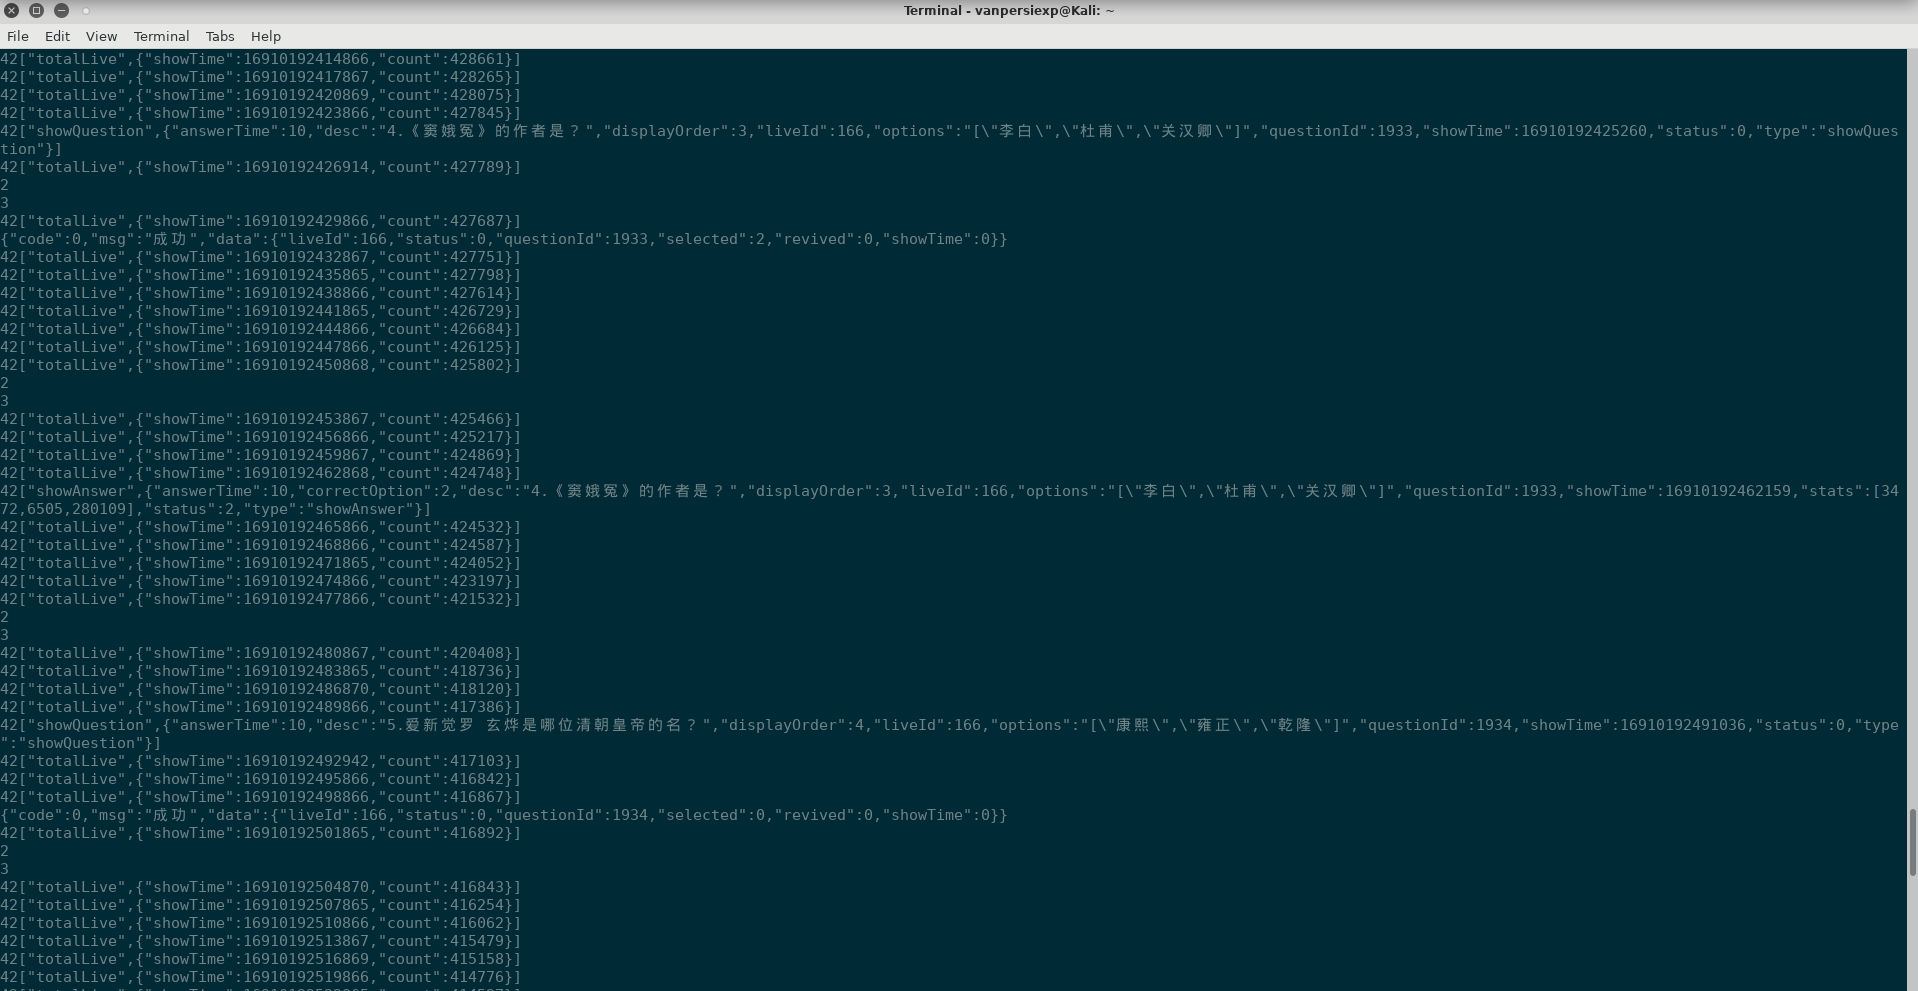 Terminal - vanpersiexp@Kali: ~
File Edit View Terminal Tabs Help
42["totalLive",{"showTime":16910192414866,"count":428661}]
42["totalLive",{"showTime":16910192417867,"count":428265}]
42["totalLive",{"showTime":16910192420869,"count":428075}]
42["totalLive",{"showTime":16910192423866,"count":427845}]
42["showQuestion",{"answerTime":10,"desc":"4.《窦娥冤》的作者是？","displayOrder":3,"liveId":166,"options":"[\"李白\",\"杜甫\",\"关汉卿\"]","questionId":1933,"showTime":16910192425260,"status":0,"type":"showQues
tion"}]
42["totalLive",{"showTime":16910192426914,"count":427789}]
2
3
42["totalLive",{"showTime":16910192429866,"count":427687}]
{"code":0,"msg":"成功","data":{"liveId":166,"status":0,"questionId":1933,"selected":2,"revived":0,"showTime":0}}
42["totalLive",{"showTime":16910192432867,"count":427751}]
42["totalLive",{"showTime":16910192435865,"count":427798}]
42["totalLive",{"showTime":16910192438866,"count":427614}]
42["totalLive",{"showTime":16910192441865,"count":426729}]
42["totalLive",{"showTime":16910192444866,"count":426684}]
42["totalLive",{"showTime":16910192447866,"count":426125}]
42["totalLive",{"showTime":16910192450868,"count":425802}]
2
3
42["totalLive",{"showTime":16910192453867,"count":425466}]
42["totalLive",{"showTime":16910192456866,"count":425217}]
42["totalLive",{"showTime":16910192459867,"count":424869}]
42["totalLive",{"showTime":16910192462868,"count":424748}]
42["showAnswer",{"answerTime":10,"correctOption":2,"desc":"4.《窦娥冤》的作者是？","displayOrder":3,"liveId":166,"options":"[\"李白\",\"杜甫\",\"关汉卿\"]","questionId":1933,"showTime":16910192462159,"stats":[34
72,6505,280109],"status":2,"type":"showAnswer"}]
42["totalLive",{"showTime":16910192465866,"count":424532}]
42["totalLive",{"showTime":16910192468866,"count":424587}]
42["totalLive",{"showTime":16910192471865,"count":424052}]
42["totalLive",{"showTime":16910192474866,"count":423197}]
42["totalLive",{"showTime":16910192477866,"count":421532}]
2
3
42["totalLive",{"showTime":16910192480867,"count":420408}]
42["totalLive",{"showTime":16910192483865,"count":418736}]
42["totalLive",{"showTime":16910192486870,"count":418120}]
42["totalLive",{"showTime":16910192489866,"count":417386}]
42["showQuestion",{"answerTime":10,"desc":"5.爱新觉罗 玄烨是哪位清朝皇帝的名？","displayOrder":4,"liveId":166,"options":"[\"康熙\",\"雍正\",\"乾隆\"]","questionId":1934,"showTime":16910192491036,"status":0,"type
":"showQuestion"}]
42["totalLive",{"showTime":16910192492942,"count":417103}]
42["totalLive",{"showTime":16910192495866,"count":416842}]
42["totalLive",{"showTime":16910192498866,"count":416867}]
{"code":0,"msg":"成功","data":{"liveId":166,"status":0,"questionId":1934,"selected":0,"revived":0,"showTime":0}}
42["totalLive",{"showTime":16910192501865,"count":416892}]
2
3
42["totalLive",{"showTime":16910192504870,"count":416843}]
42["totalLive",{"showTime":16910192507865,"count":416254}]
42["totalLive",{"showTime":16910192510866,"count":416062}]
42["totalLive",{"showTime":16910192513867,"count":415479}]
42["totalLive",{"showTime":16910192516869,"count":415158}]
42["totalLive",{"showTime":16910192519866,"count":414776}]